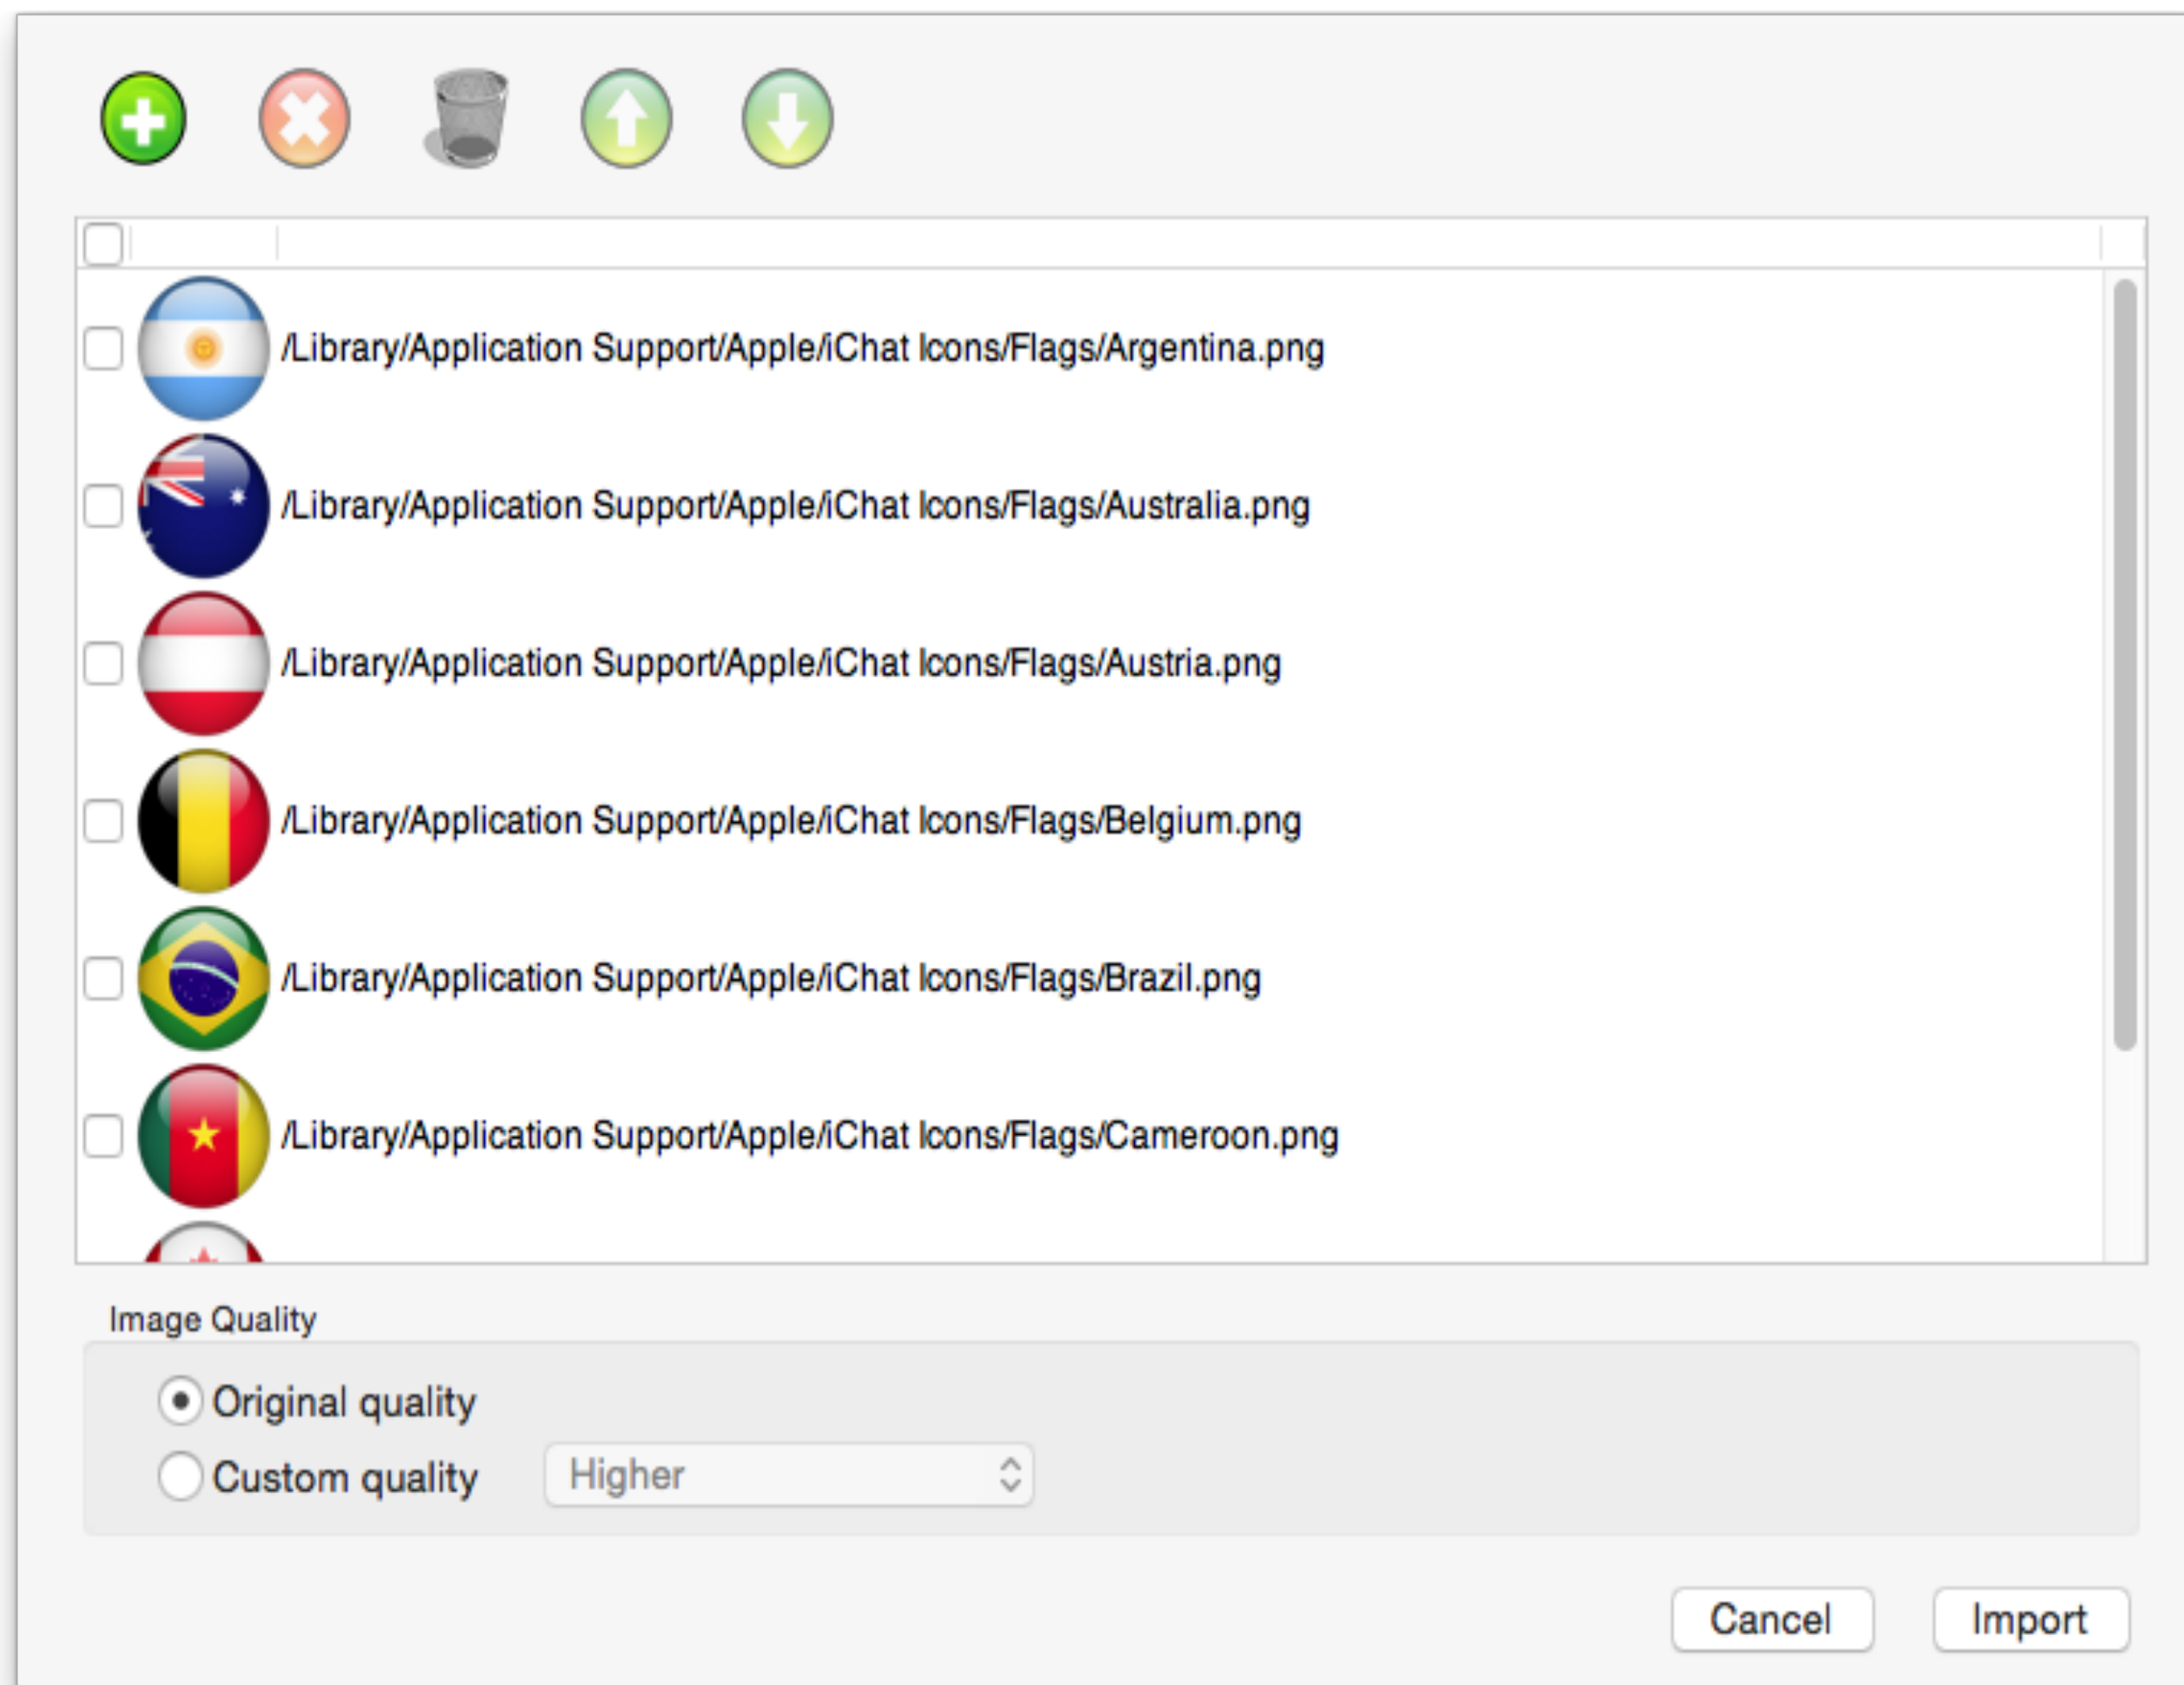 /Library/Application Support/Apple/iChat Icons/Flags/Argentina.png
/Library/Application Support/Apple/iChat Icons/Flags/Australia.png
/Library/Application Support/Apple/iChat Icons/Flags/Austria.png
/Library/Application Support/Apple/iChat Icons/Flags/Belgium.png
/Library/Application Support/Apple/iChat Icons/Flags/Brazil.png
/Library/Application Support/Apple/iChat Icons/Flags/Cameroon.png
Image Quality
Original quality
Custom quality Higher
Cancel Import